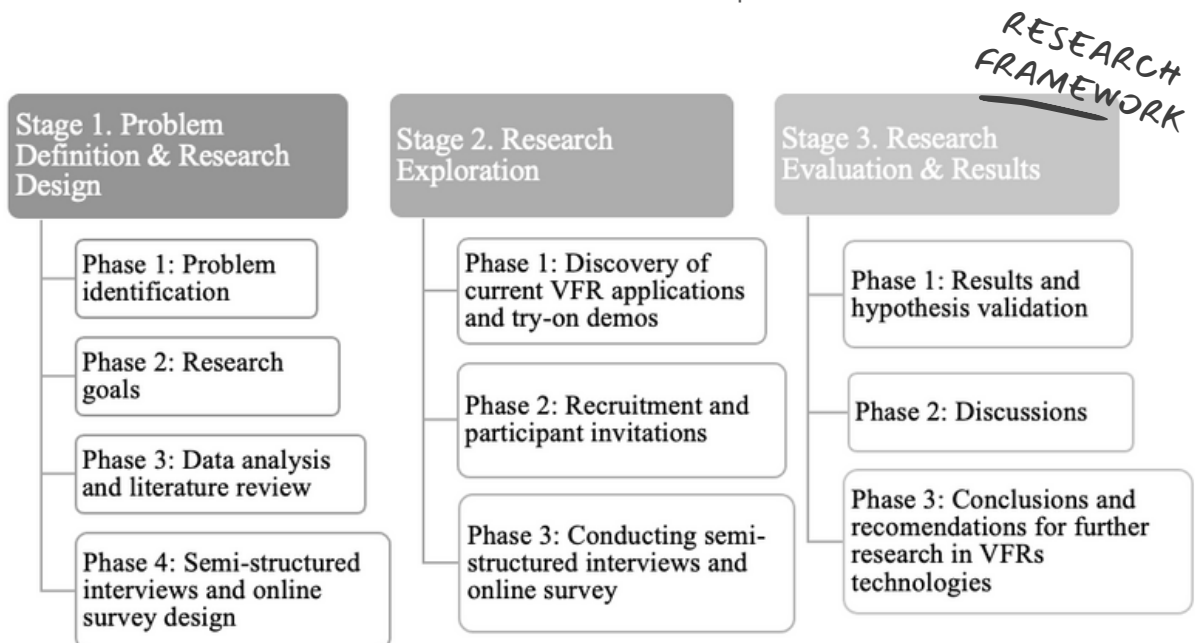 RESEARCH
FRAMEWORK
Stage 1. Problem
Definition & Research
Design
Phase 1: Problem
identification
Phase 2: Research
goals
Phase 3: Data analysis
and literature review
Phase 4: Semi-structured
interviews and online
survey design
Stage 2. Research
Exploration
Phase 1: Discovery of
current VFR applications
and try-on demos
Phase 2: Recruitment and
participant invitations
Phase 3: Conducting semi-
structured interviews and
online survey
Stage 3. Research
Evaluation & Results
Phase 1: Results and
hypothesis validation
Phase 2: Discussions
Phase 3: Conclusions and
recomendations for further
research in VFRs
technologies